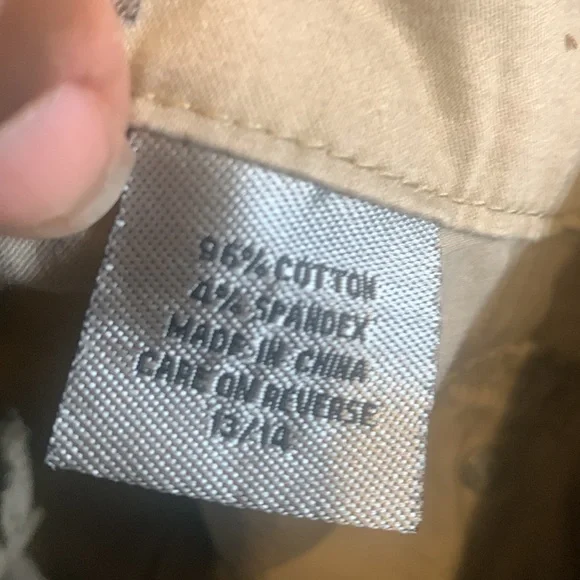 96% COTTON
4% SPANDEX
MADE IN CHINA
CARE ON REVERSE
13/14